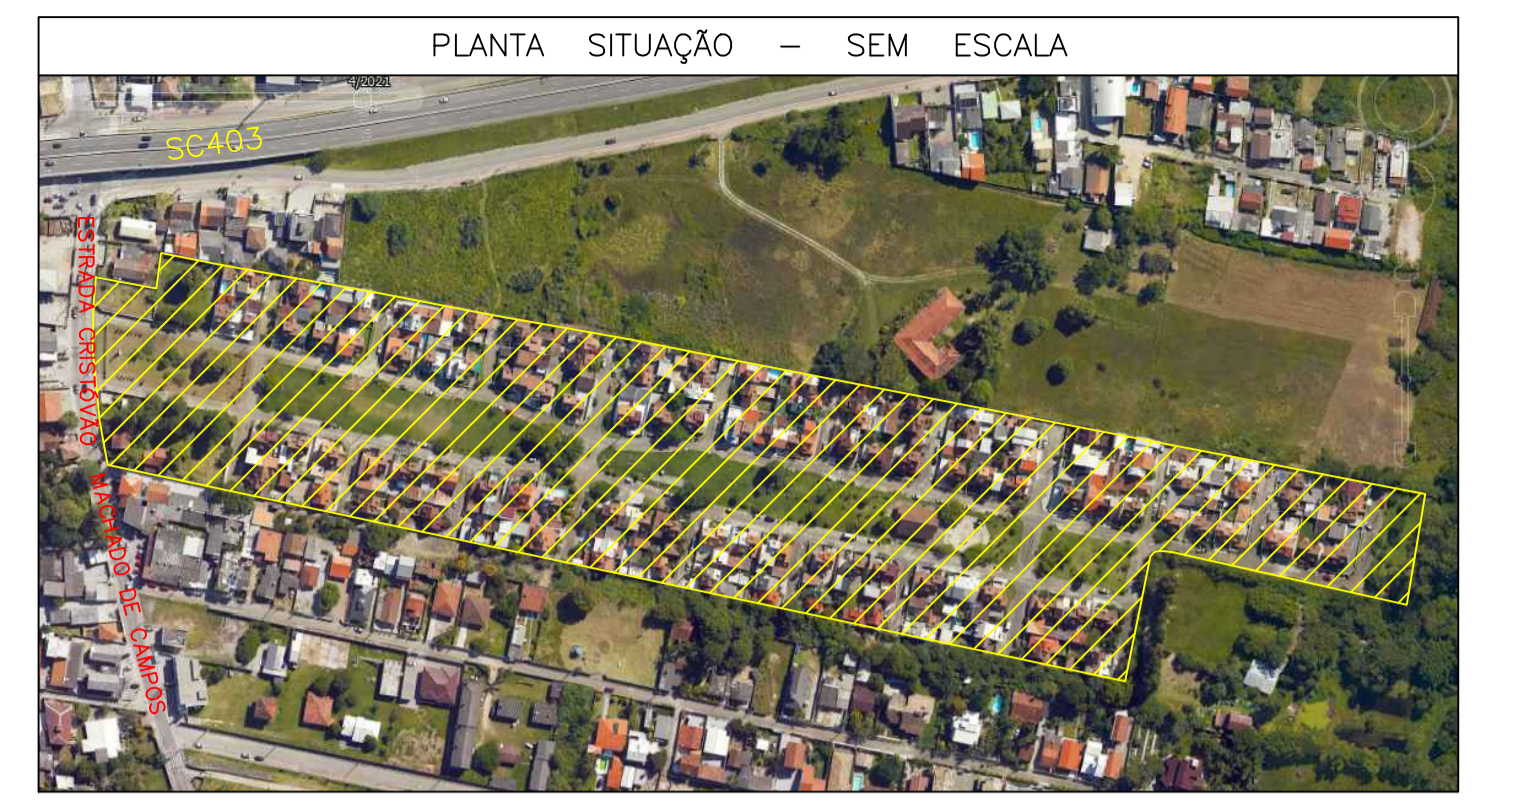 PLANTA SITUAÇÃO – SEM ESCALA
4/2021
SC403
ESTRADA CRISTÓVÃO MACHADO DE CAMPOS